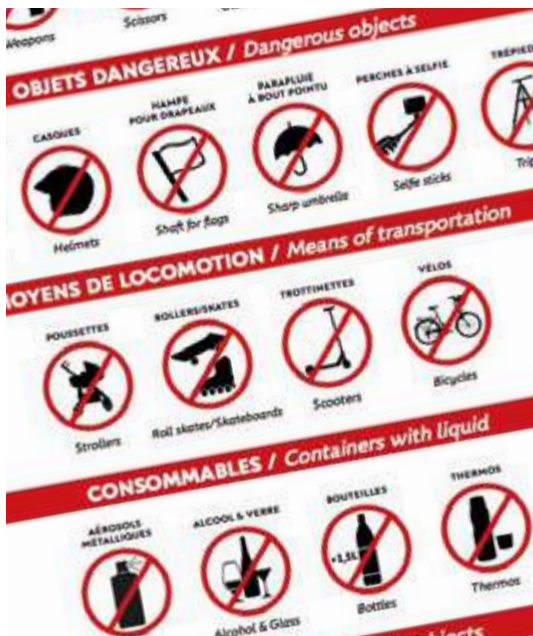 Weapons
Scissors
OBJETS DANGEREUX / Dangerous objects
CASQUES
HAMPE
POUR DRAPEAUX
PARAPLUIE
À BOUT POINTU
PERCHES À SELFIE
Helmets
Shaft for flags
Sharp umbrella
Selfie sticks
MOYENS DE LOCOMOTION / Means of transportation
POUSSETTES
ROLLERS/SKATES
TROTTINETTES
VÉLOS
Strollers
Roll skates/Skateboards
Scooters
Bicycles
CONSOMMABLES / Containers with liquid
AÉROSOLS
MÉTALLIQUES
ALCOOL & VERRE
BOUTEILLES
THERMOS
+1,5L
Alcohol & Glass
Bottles
Thermos
objects